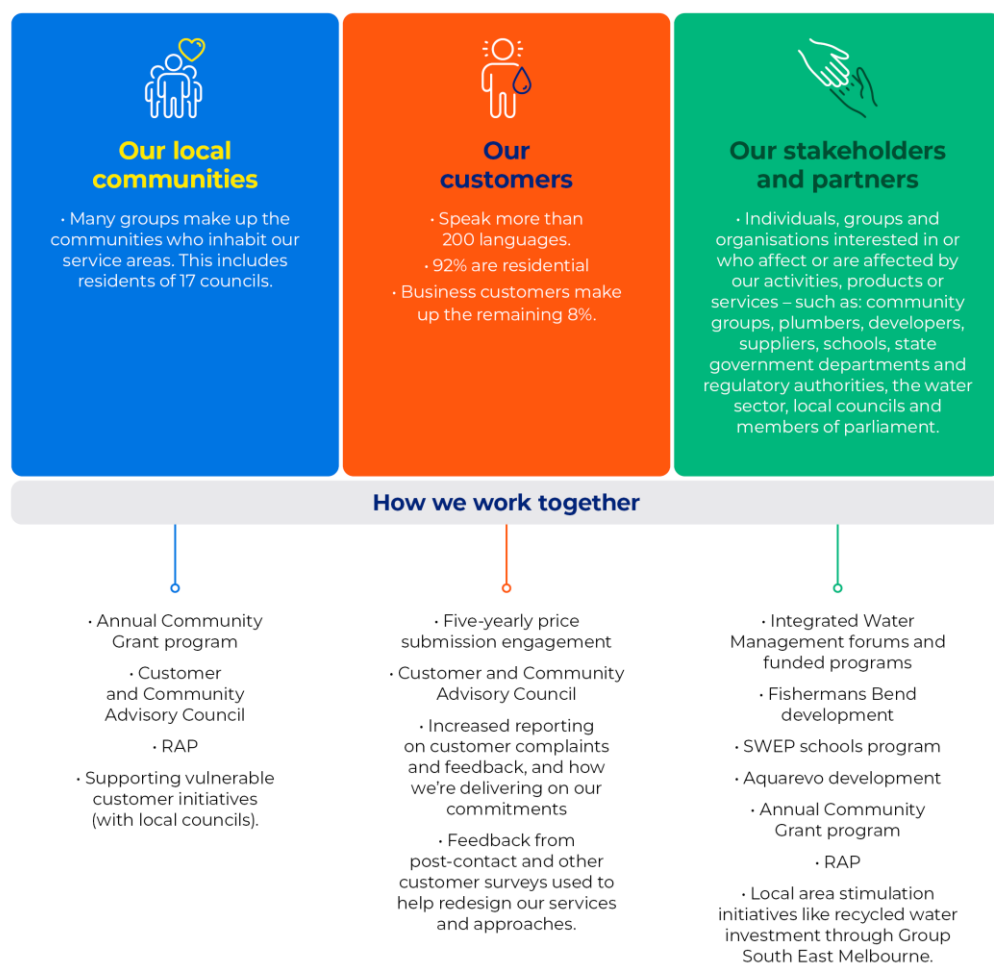 Our local
communities
· Many groups make up the
communities who inhabit our
service areas. This includes
residents of 17 councils.
Our
customers
· Speak more than
200 languages.
· 92% are residential
· Business customers make
up the remaining 8%.
Our stakeholders
and partners
· Individuals, groups and
organisations interested in or
who affect or are affected by
our activities, products or
services – such as: community
groups, plumbers, developers,
suppliers, schools, state
government departments and
regulatory authorities, the water
sector, local councils and
members of parliament.
How we work together
· Annual Community
Grant program
· Customer
and Community
Advisory Council
· RAP
· Supporting vulnerable
customer initiatives
(with local councils).
· Five-yearly price
submission engagement
· Customer and Community
Advisory Council
· Increased reporting
on customer complaints
and feedback, and how
we’re delivering on our
commitments
· Feedback from
post-contact and other
customer surveys used to
help redesign our services
and approaches.
· Integrated Water
Management forums and
funded programs
· Fishermans Bend
development
· SWEP schools program
· Aquarevo development
· Annual Community
Grant program
· RAP
· Local area stimulation
initiatives like recycled water
investment through Group
South East Melbourne.